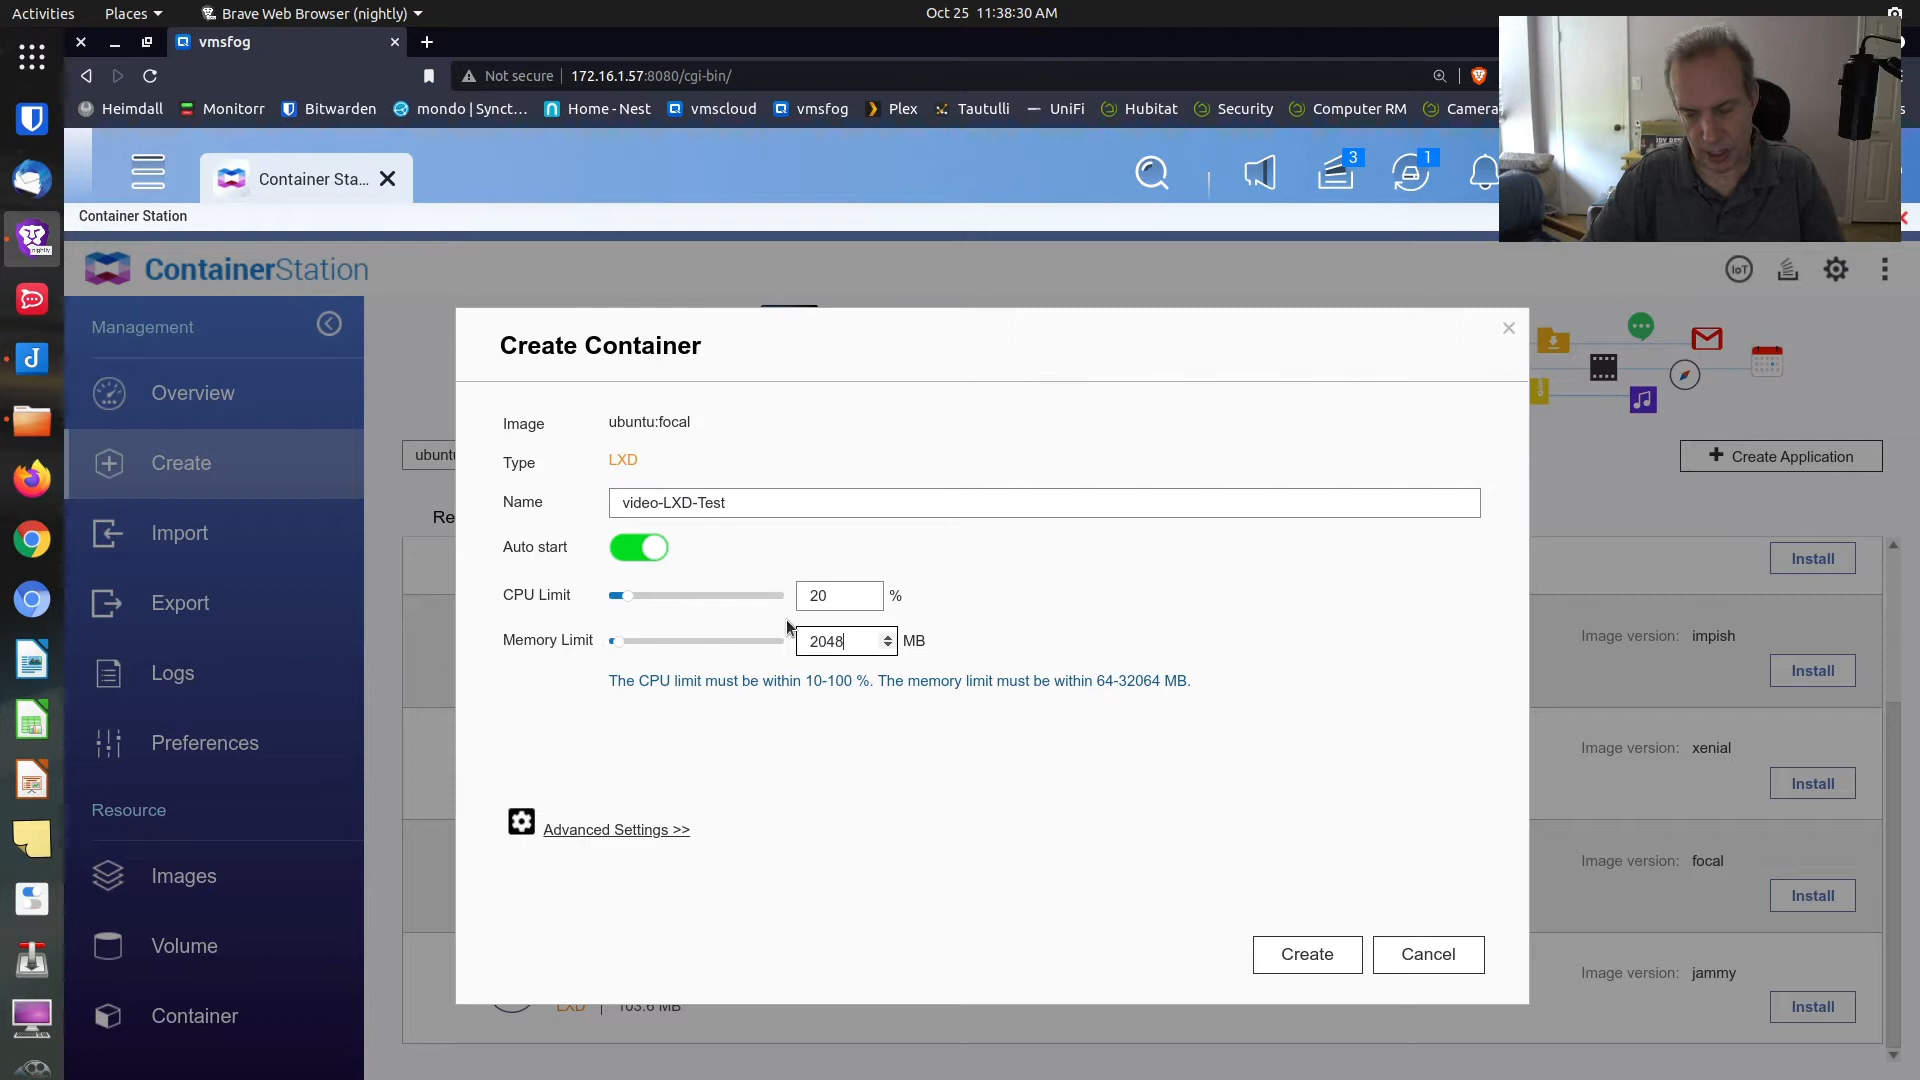 Activities Places Brave Web Browser (nightly) Oct 25 11:38:30 AM
vmsfog
Not secure 172.16.1.57:8080/cgi-bin/
Heimdall Monitorr Bitwarden mondo | Synct... Home - Nest vmscloud vmsfog Plex Tautulli UniFi Hubitat Security Computer RM Camera
Container Sta... 3 1
Container Station
ContainerStation IoT
Management
Overview
Create
Import
Export
Logs
Preferences
Resource
Images
Volume
Container
nightly
Create Container
Image ubuntu:focal
Type LXD
Name video-LXD-Test
Auto start
CPU Limit 20 %
Memory Limit 2048 MB
The CPU limit must be within 10-100 %. The memory limit must be within 64-32064 MB.
Advanced Settings >>
Create Cancel
Create Application
Install
Image version: impish
Install
Image version: xenial
Install
Image version: focal
Install
Image version: jammy
Install
LXD 103.6 MB